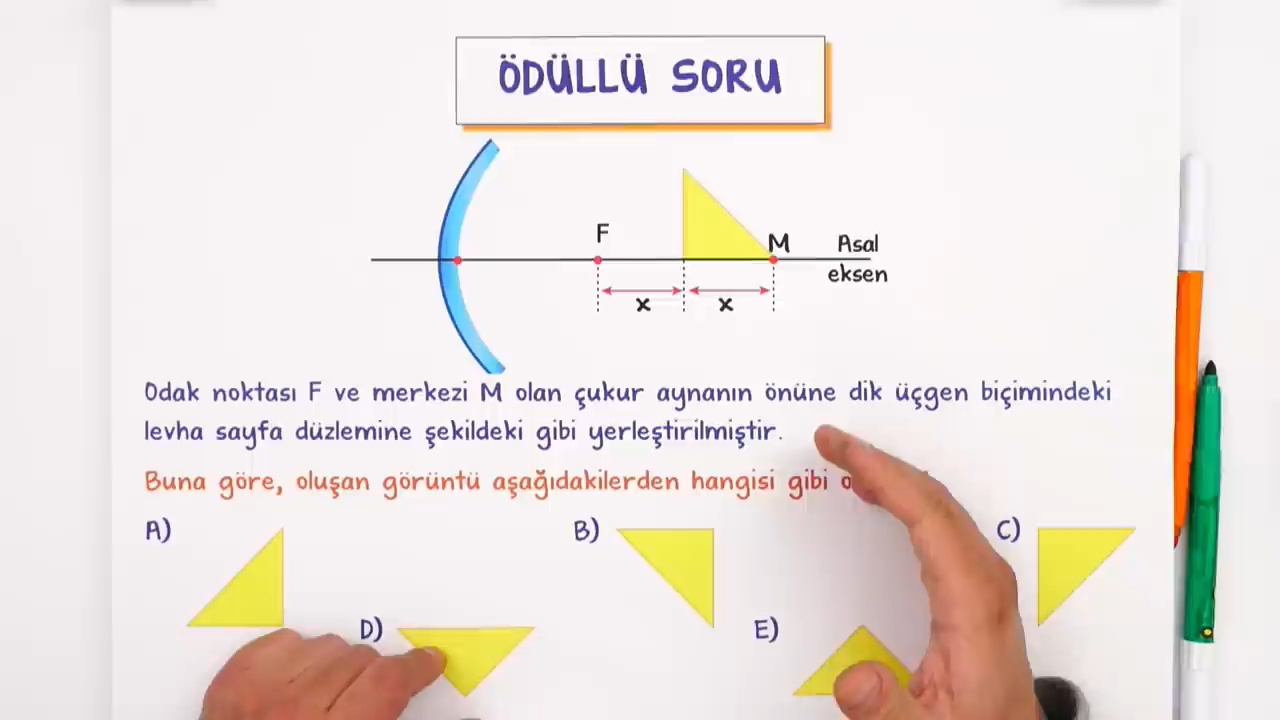 ÖDÜLLÜ SORU
F
M
Asal
eksen
x
x
Odak noktası F ve merkezi M olan çukur aynanın önüne dik üçgen biçimindeki
levha sayfa düzlemine şekildeki gibi yerleştirilmiştir.
Buna göre, oluşan görüntü aşağıdakilerden hangisi gibi
A)
B)
C)
D)
E)